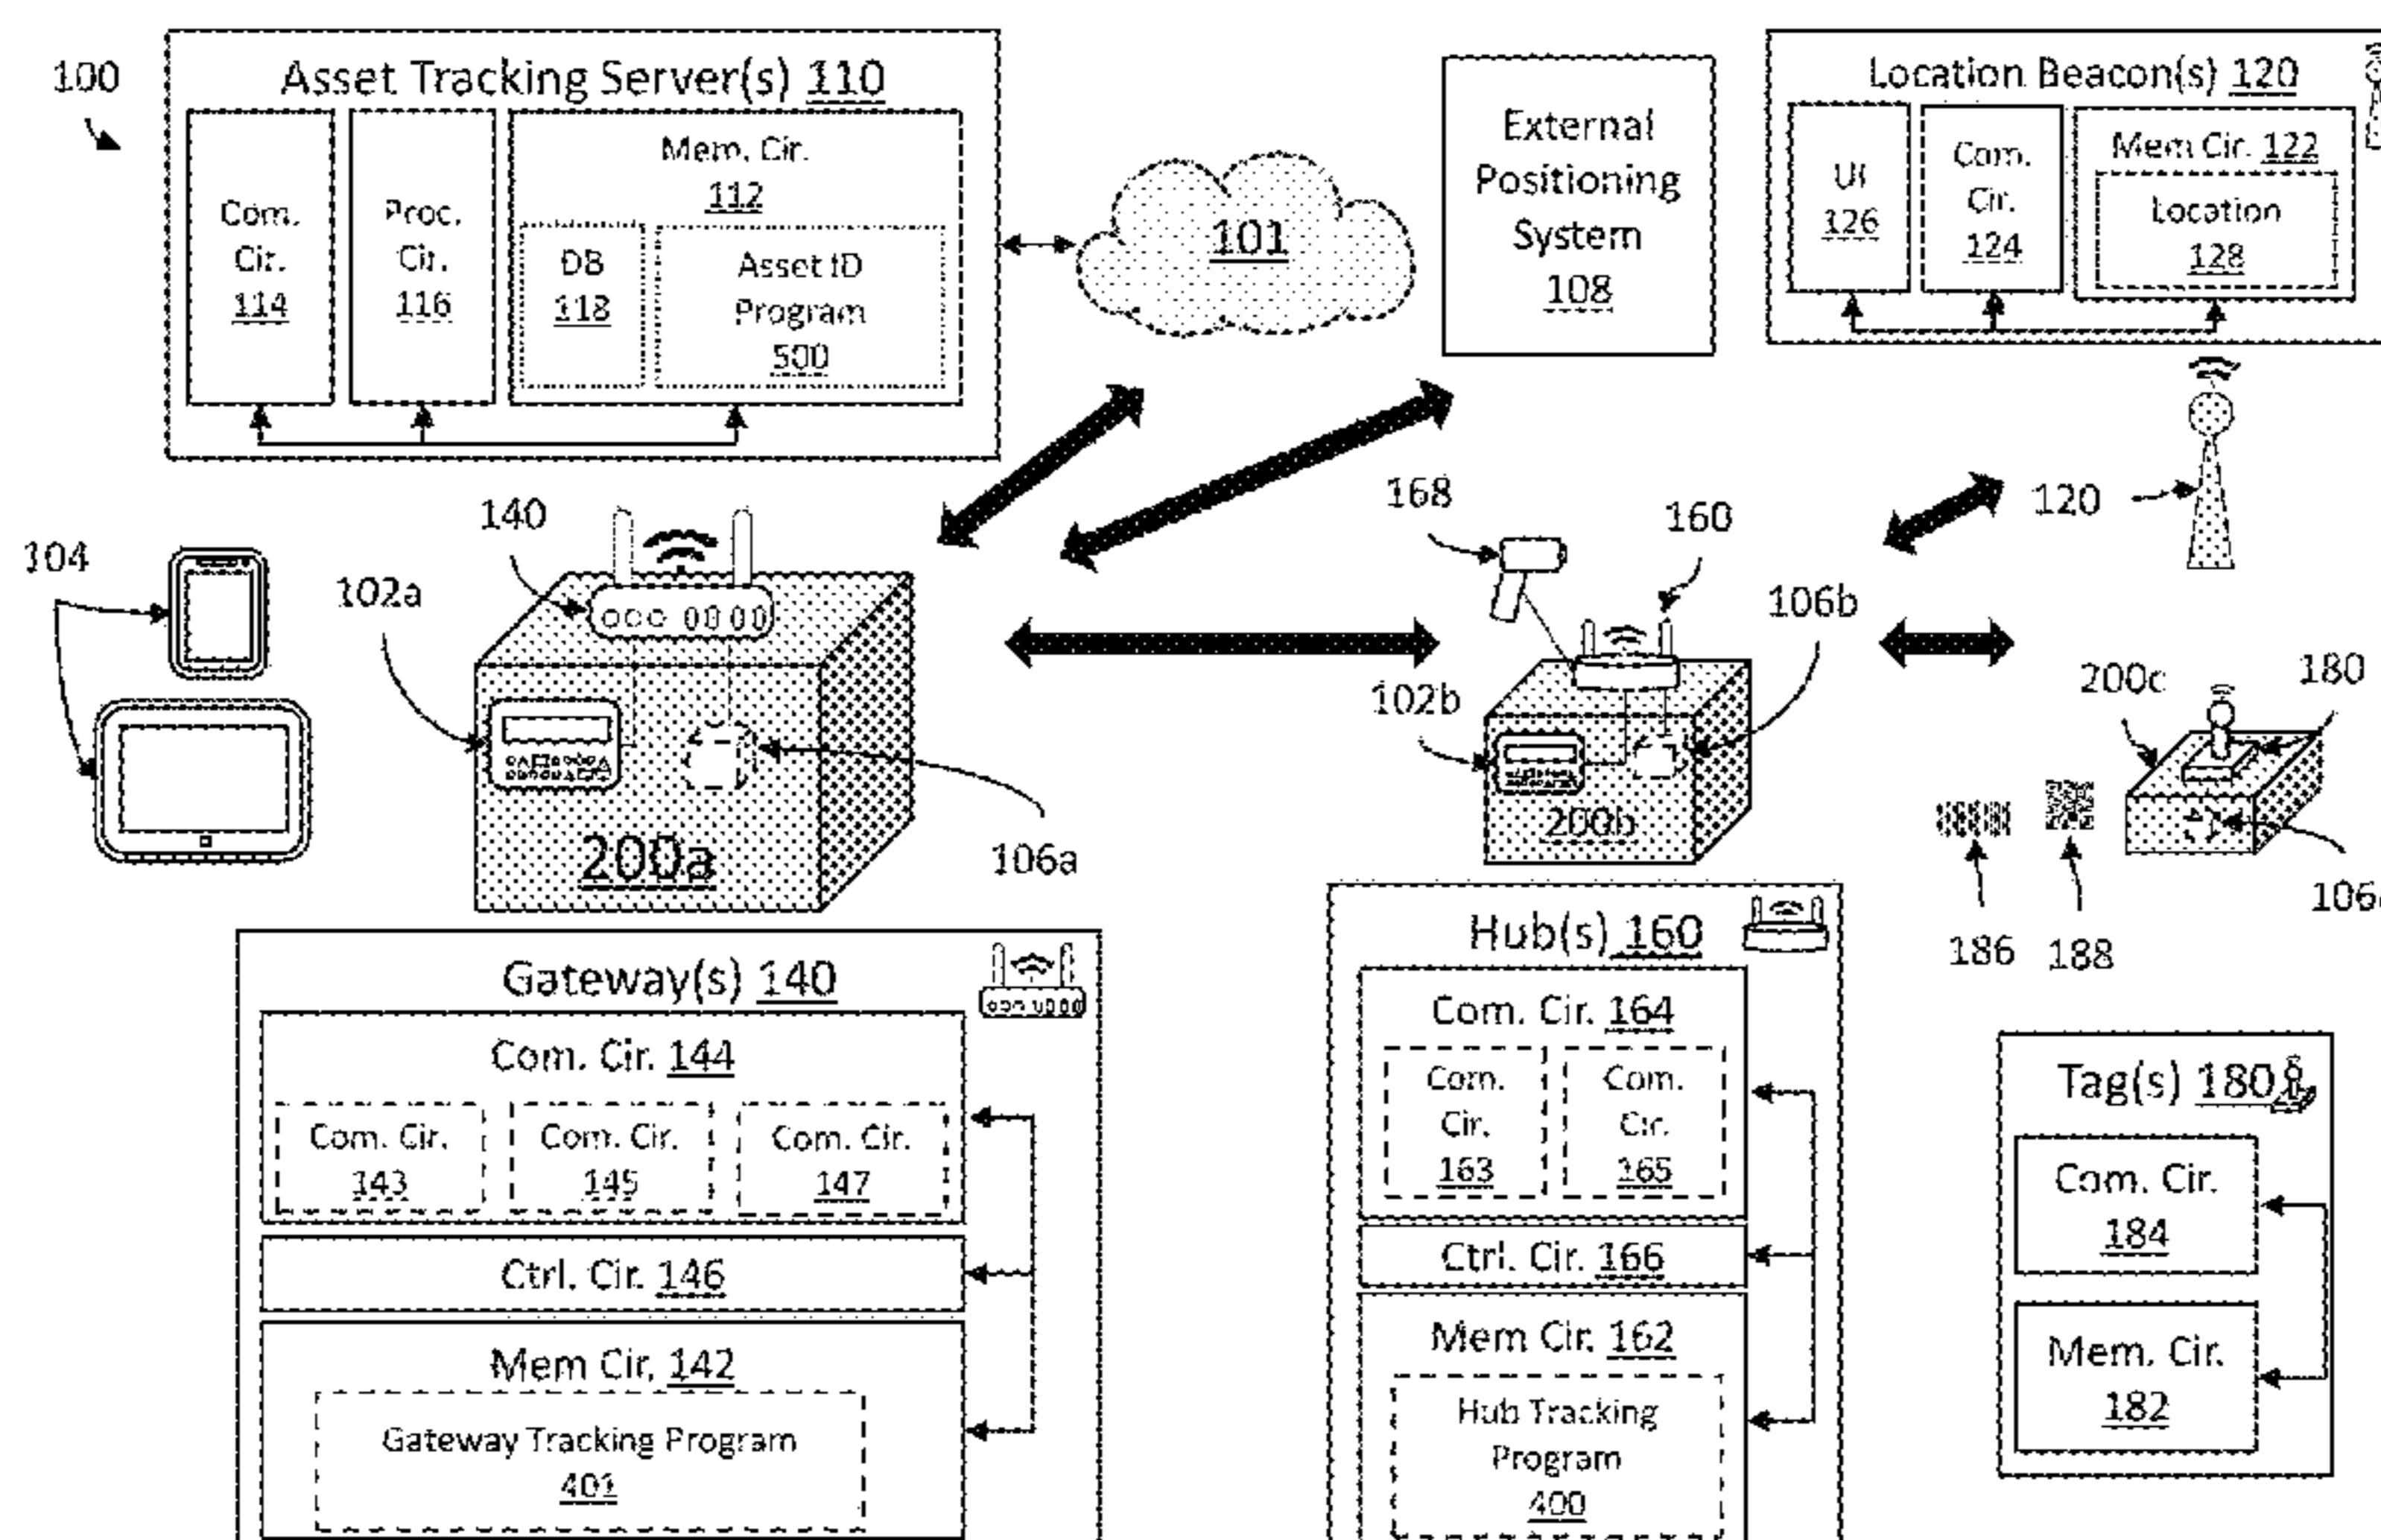 100
Asset Tracking Server(s) 110
Com.
Cir.
114
Proc.
Cir.
116
Mem. Cir.
112
DB
118
Asset ID
Program
500
101
External
Positioning
System
108
Location Beacon(s) 120
UI
126
Com.
Cir.
124
Mem Cir. 122
Location
128
104
102a
140
200a
106a
168
160
102b
106b
200b
120
200c
180
186
188
Gateway(s) 140
Com. Cir. 144
Com. Cir.
143
Com. Cir.
145
Com. Cir.
147
Ctrl. Cir. 146
Mem Cir. 142
Gateway Tracking Program
401
Hub(s) 160
Com. Cir. 164
Com.
Cir.
163
Com.
Cir.
165
Ctrl. Cir. 166
Mem Cir. 162
Hub Tracking
Program
400
Tag(s) 180
Com. Cir.
184
Mem. Cir.
182